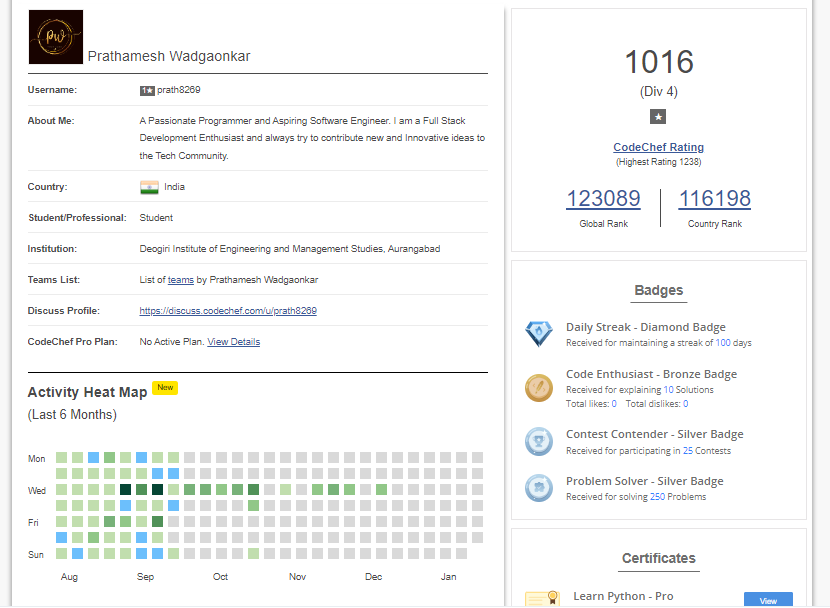 pw
Prathamesh Wadgaonkar
Username: 1★ prath8269
About Me: A Passionate Programmer and Aspiring Software Engineer. I am a Full Stack
Development Enthusiast and always try to contribute new and Innovative ideas to
the Tech Community.
Country: India
Student/Professional: Student
Institution: Deogiri Institute of Engineering and Management Studies, Aurangabad
Teams List: List of teams by Prathamesh Wadgaonkar
Discuss Profile: https://discuss.codechef.com/u/prath8269
CodeChef Pro Plan: No Active Plan. View Details
Activity Heat Map New
(Last 6 Months)
Mon
Wed
Fri
Sun
Aug Sep Oct Nov Dec Jan
1016
(Div 4)
★
CodeChef Rating
(Highest Rating 1238)
123089 116198
Global Rank Country Rank
Badges
Daily Streak - Diamond Badge
Received for maintaining a streak of 100 days
Code Enthusiast - Bronze Badge
Received for explaining 10 Solutions
Total likes: 0 Total dislikes: 0
Contest Contender - Silver Badge
Received for participating in 25 Contests
Problem Solver - Silver Badge
Received for solving 250 Problems
Certificates
Learn Python - Pro
View